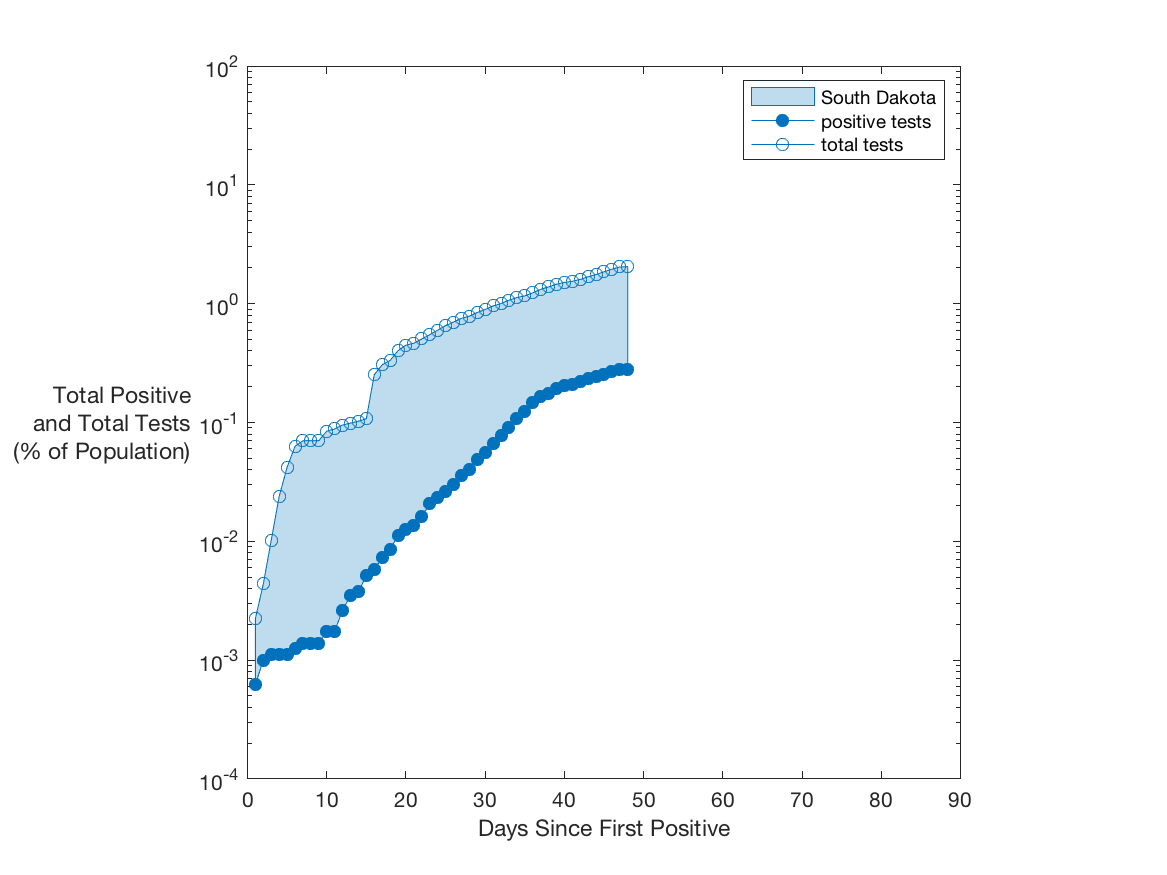 10^2
10^1
10^0
10^-1
10^-2
10^-3
10^-4
Total Positive
and Total Tests
(% of Population)
South Dakota
positive tests
total tests
0 10 20 30 40 50 60 70 80 90
Days Since First Positive